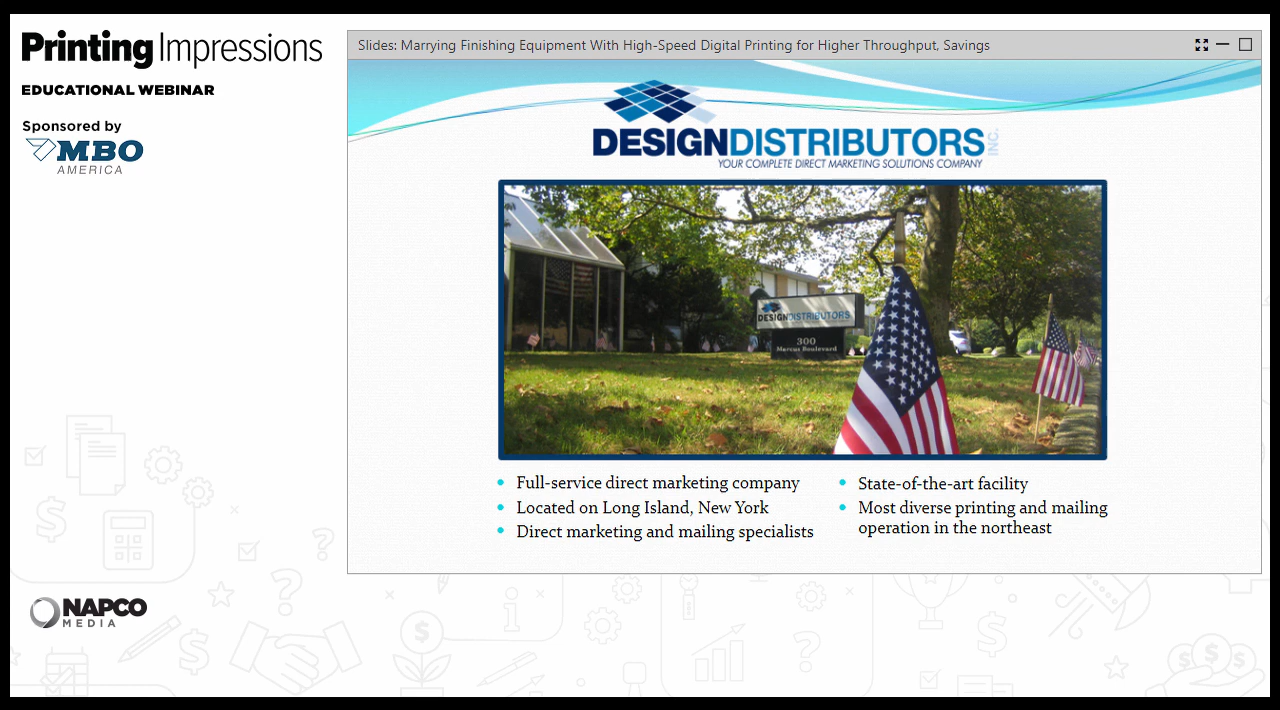 Printing Impressions
EDUCATIONAL WEBINAR
Sponsored by
MBO
AMERICA
Slides: Marrying Finishing Equipment With High-Speed Digital Printing for Higher Throughput, Savings
DESIGNDISTRIBUTORS INC.
YOUR COMPLETE DIRECT MARKETING SOLUTIONS COMPANY
DESIGNDISTRIBUTORS
300
Marcus Boulevard
Full-service direct marketing company
Located on Long Island, New York
Direct marketing and mailing specialists
State-of-the-art facility
Most diverse printing and mailing
operation in the northeast
NAPCO
MEDIA